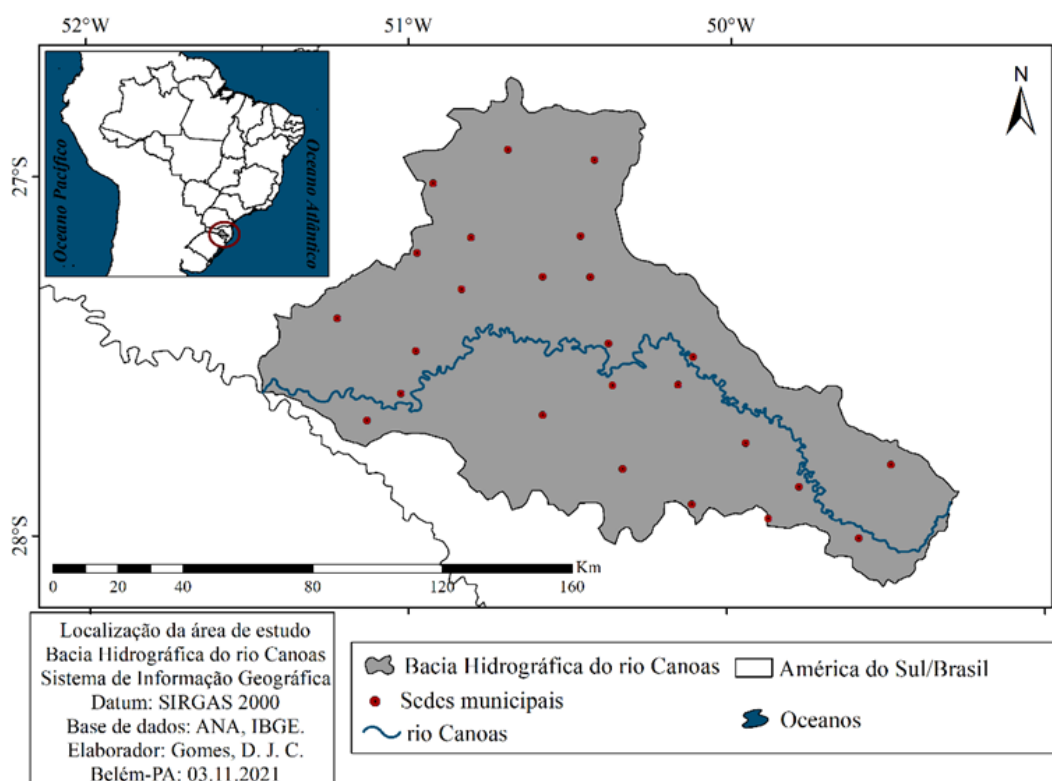 52°W 51°W 50°W
N
Oceano Pacífico
Oceano Atlântico
27°S
28°S
Km
0 20 40 80 120 160
Localização da área de estudo
Bacia Hidrográfica do rio Canoas
Sistema de Informação Geográfica
Datum: SIRGAS 2000
Base de dados: ANA, IBGE.
Elaborador: Gomes, D. J. C.
Belém-PA: 03.11.2021
Bacia Hidrográfica do rio Canoas
América do Sul/Brasil
Sedes municipais
rio Canoas
Oceanos